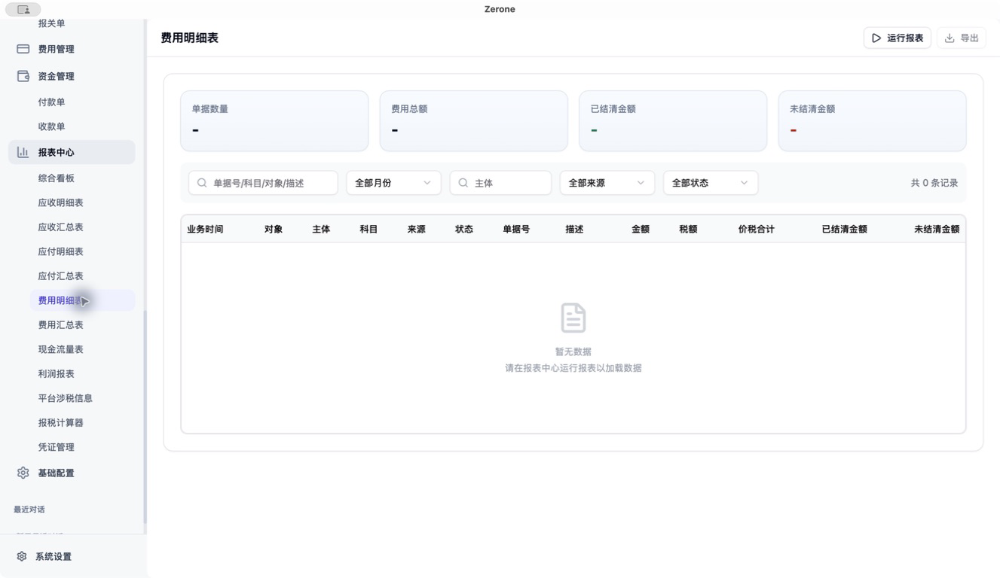 Zerone
报关单
费用管理
资金管理
付款单
收款单
报表中心
综合看板
应收明细表
应收汇总表
应付明细表
应付汇总表
费用明细表
费用汇总表
现金流量表
利润报表
平台涉税信息
报税计算器
凭证管理
基础配置
最近对话
系统设置
费用明细表
运行报表 导出
单据数量 费用总额 已结清金额 未结清金额
- - - -
单据号/科目/对象/描述 全部月份 主体 全部来源 全部状态 共 0 条记录
业务时间 对象 主体 科目 来源 状态 单据号 描述 金额 税额 价税合计 已结清金额 未结清金额
暂无数据
请在报表中心运行报表以加载数据